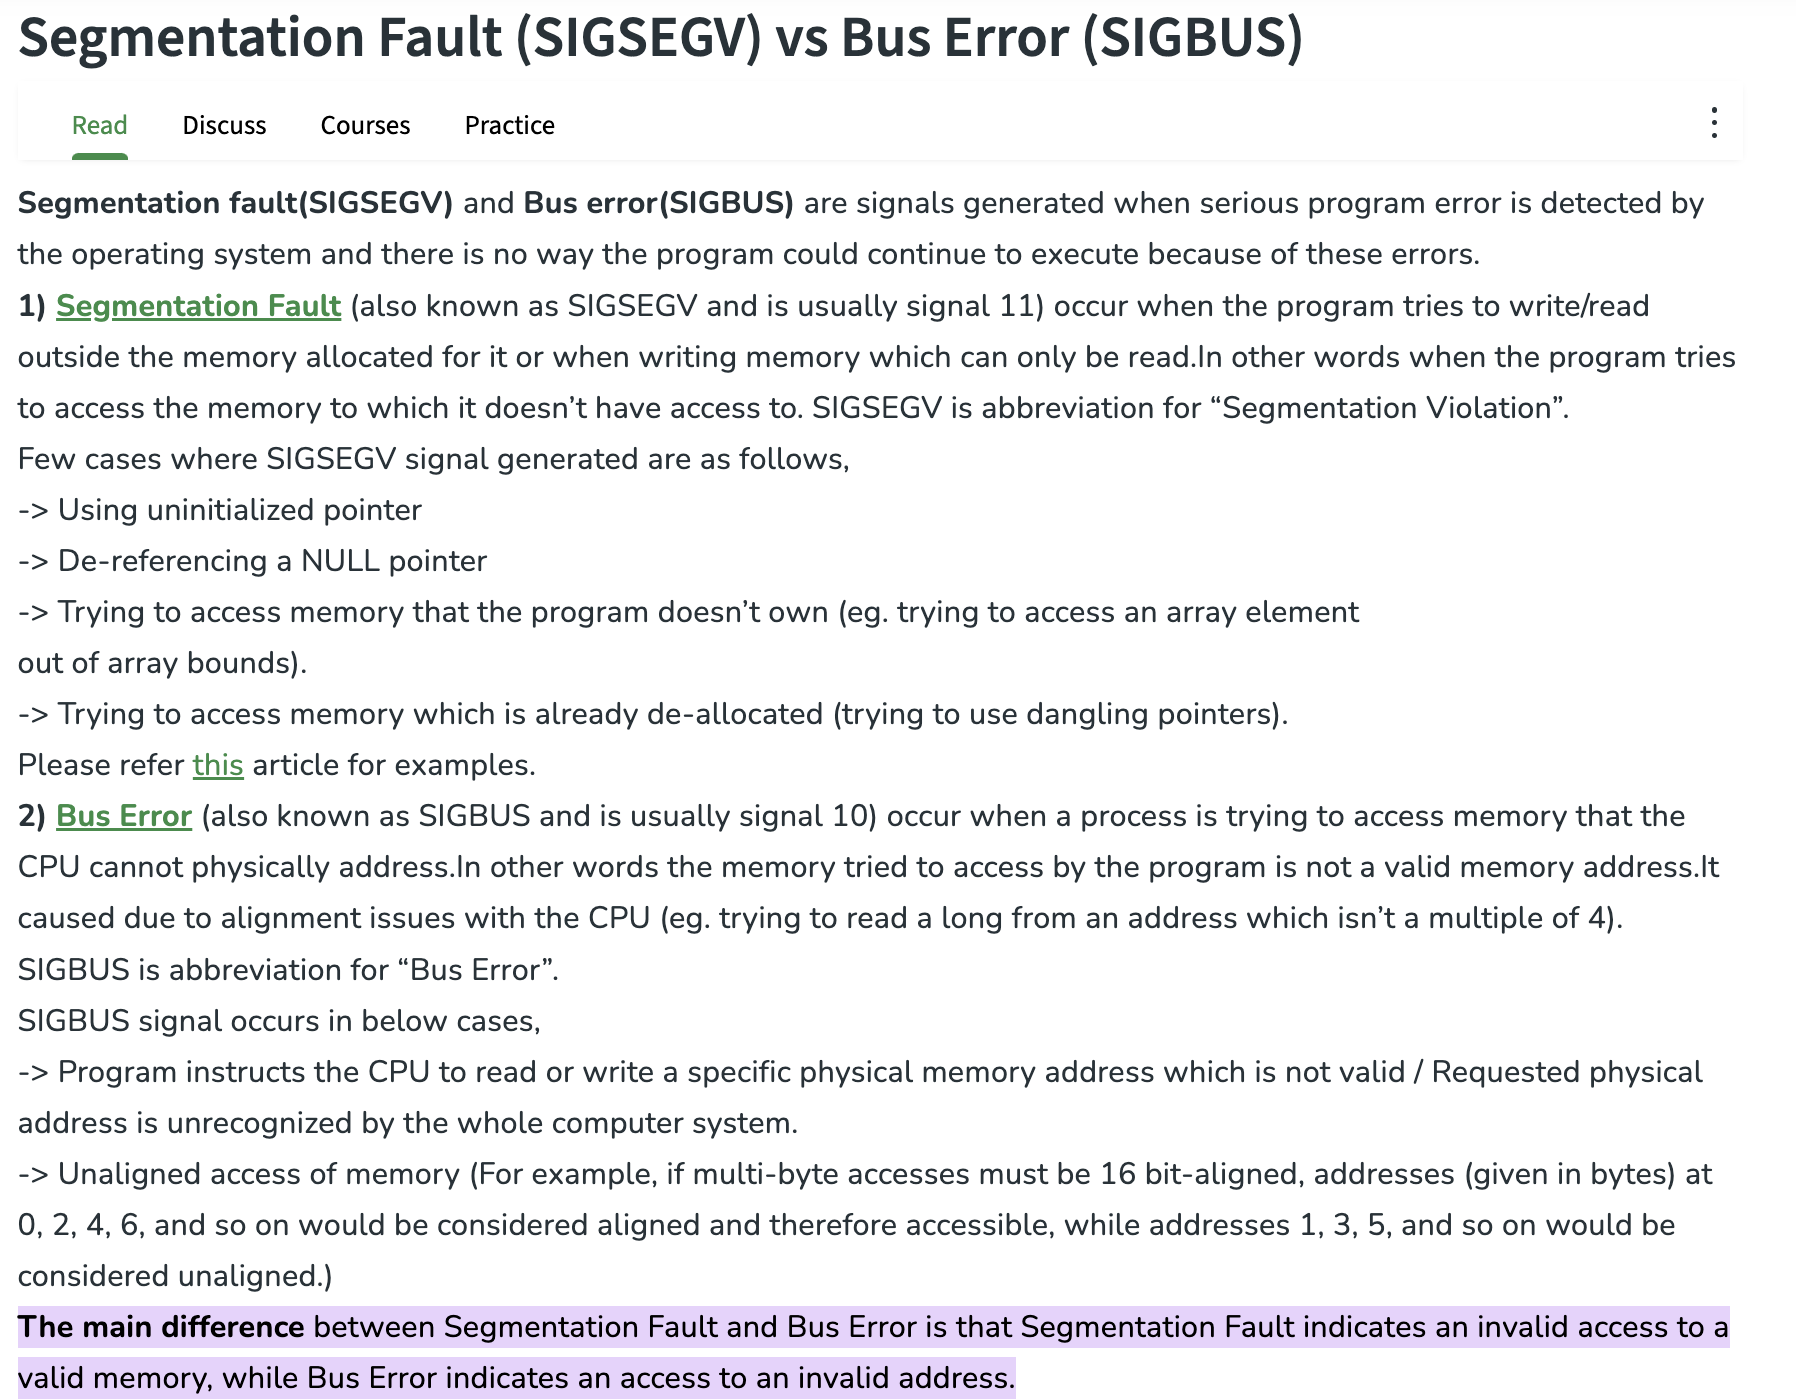 Segmentation Fault (SIGSEGV) vs Bus Error (SIGBUS)
Read Discuss Courses Practice
Segmentation fault(SIGSEGV) and Bus error(SIGBUS) are signals generated when serious program error is detected by
the operating system and there is no way the program could continue to execute because of these errors.
1) Segmentation Fault (also known as SIGSEGV and is usually signal 11) occur when the program tries to write/read
outside the memory allocated for it or when writing memory which can only be read.In other words when the program tries
to access the memory to which it doesn’t have access to. SIGSEGV is abbreviation for “Segmentation Violation”.
Few cases where SIGSEGV signal generated are as follows,
-> Using uninitialized pointer
-> De-referencing a NULL pointer
-> Trying to access memory that the program doesn’t own (eg. trying to access an array element
out of array bounds).
-> Trying to access memory which is already de-allocated (trying to use dangling pointers).
Please refer this article for examples.
2) Bus Error (also known as SIGBUS and is usually signal 10) occur when a process is trying to access memory that the
CPU cannot physically address.In other words the memory tried to access by the program is not a valid memory address.It
caused due to alignment issues with the CPU (eg. trying to read a long from an address which isn’t a multiple of 4).
SIGBUS is abbreviation for “Bus Error”.
SIGBUS signal occurs in below cases,
-> Program instructs the CPU to read or write a specific physical memory address which is not valid / Requested physical
address is unrecognized by the whole computer system.
-> Unaligned access of memory (For example, if multi-byte accesses must be 16 bit-aligned, addresses (given in bytes) at
0, 2, 4, 6, and so on would be considered aligned and therefore accessible, while addresses 1, 3, 5, and so on would be
considered unaligned.)
The main difference between Segmentation Fault and Bus Error is that Segmentation Fault indicates an invalid access to a
valid memory, while Bus Error indicates an access to an invalid address.